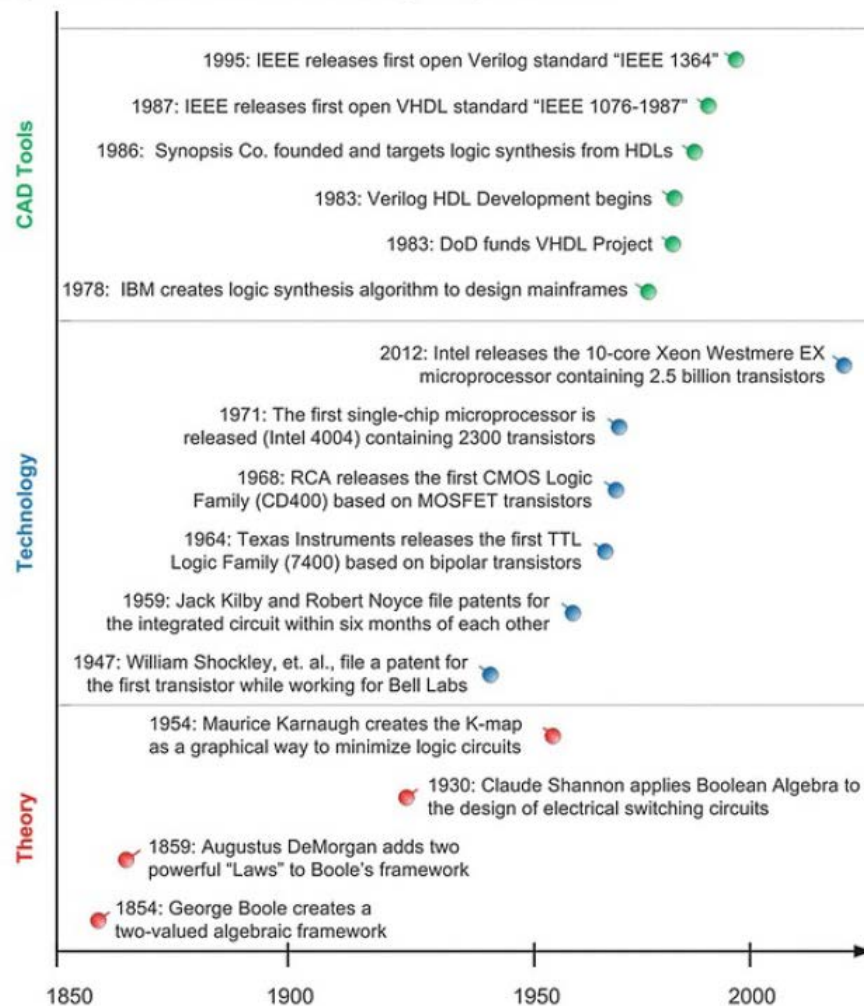 CAD Tools
1995: IEEE releases first open Verilog standard “IEEE 1364”
1987: IEEE releases first open VHDL standard “IEEE 1076-1987”
1986: Synopsis Co. founded and targets logic synthesis from HDLs
1983: Verilog HDL Development begins
1983: DoD funds VHDL Project
1978: IBM creates logic synthesis algorithm to design mainframes
Technology
2012: Intel releases the 10-core Xeon Westmere EX
microprocessor containing 2.5 billion transistors
1971: The first single-chip microprocessor is
released (Intel 4004) containing 2300 transistors
1968: RCA releases the first CMOS Logic
Family (CD400) based on MOSFET transistors
1964: Texas Instruments releases the first TTL
Logic Family (7400) based on bipolar transistors
1959: Jack Kilby and Robert Noyce file patents for
the integrated circuit within six months of each other
1947: William Shockley, et. al., file a patent for
the first transistor while working for Bell Labs
Theory
1954: Maurice Karnaugh creates the K-map
as a graphical way to minimize logic circuits
1930: Claude Shannon applies Boolean Algebra to
the design of electrical switching circuits
1859: Augustus DeMorgan adds two
powerful “Laws” to Boole's framework
1854: George Boole creates a
two-valued algebraic framework
1850 1900 1950 2000